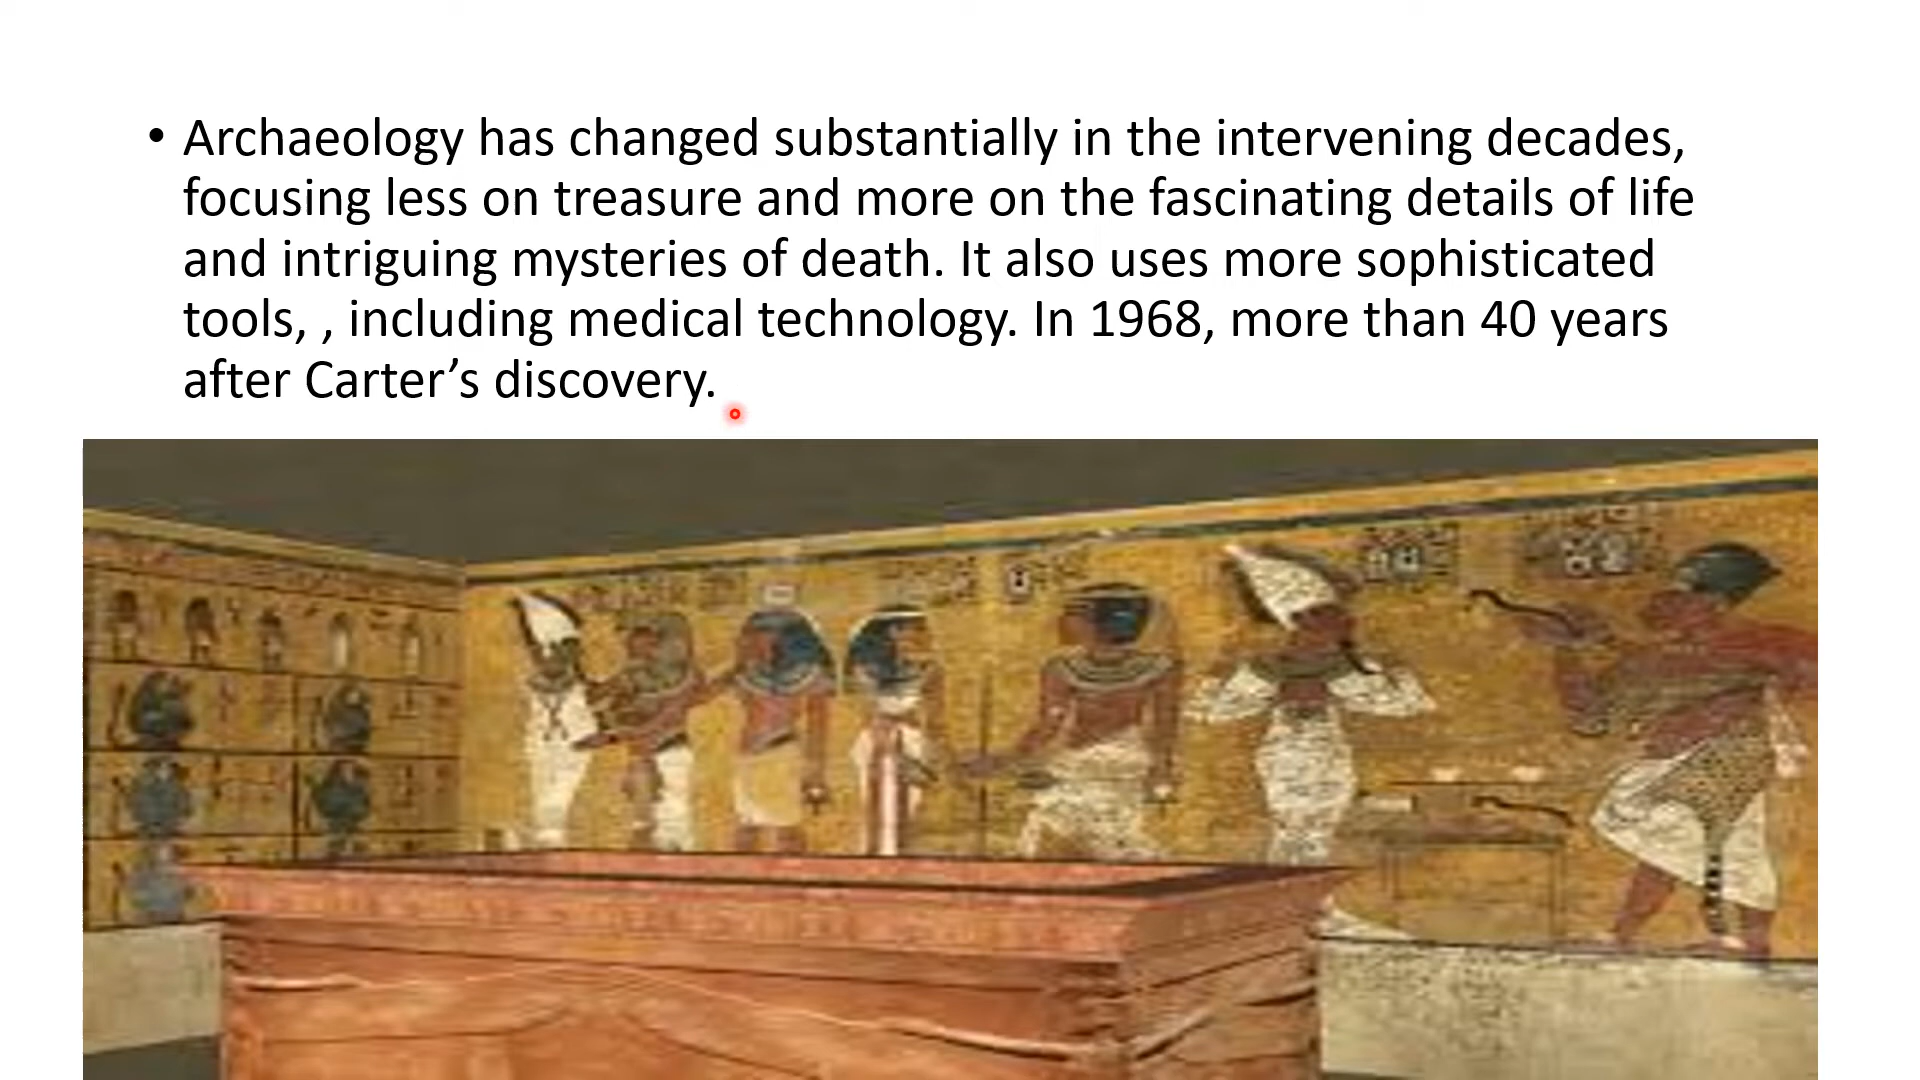 • Archaeology has changed substantially in the intervening decades,
focusing less on treasure and more on the fascinating details of life
and intriguing mysteries of death. It also uses more sophisticated
tools, , including medical technology. In 1968, more than 40 years
after Carter’s discovery.